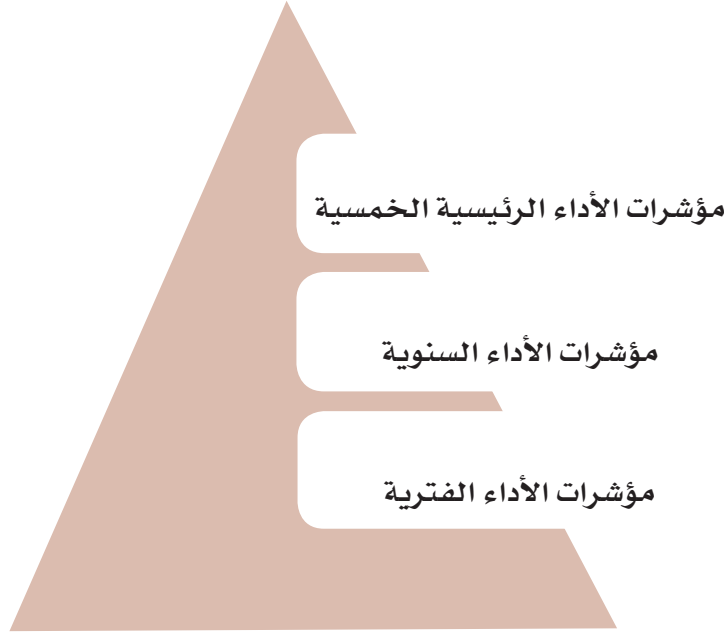 مؤشرات الأداء الرئيسية الخمسية
مؤشرات الأداء السنوية
مؤشرات الأداء الفترية